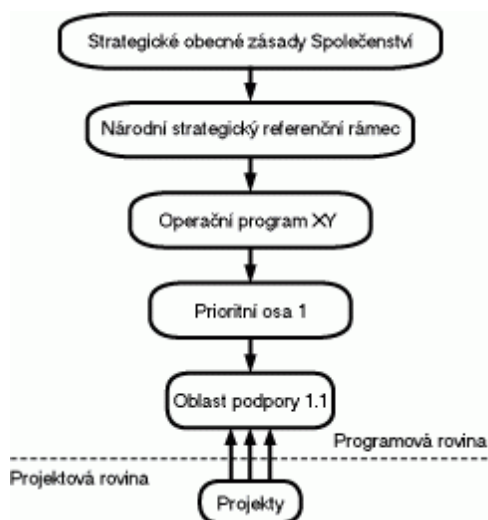 Strategické obecné zásady Společenství
Národní strategický referenční rámec
Operační program XY
Prioritní osa 1
Oblast podpory 1.1
Programová rovina
Projektová rovina
Projekty